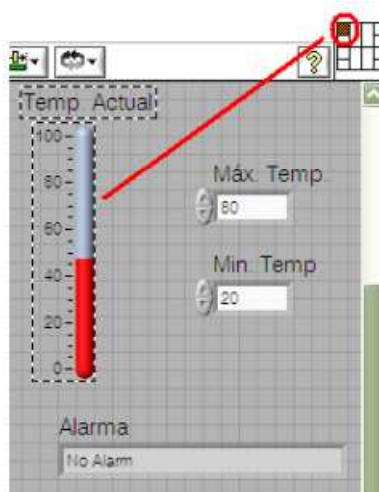 ?
Temp. Actual
100
80
60
40
20
0
Máx. Temp
80
Min. Temp
20
Alarma
No Alarm